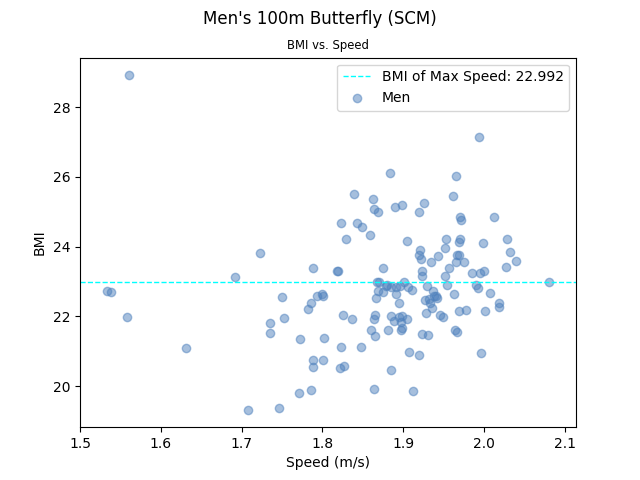 Men's 100m Butterfly (SCM)
BMI vs. Speed
BMI of Max Speed: 22.992
Men
28
26
24
22
20
BMI
1.5 1.6 1.7 1.8 1.9 2.0 2.1
Speed (m/s)